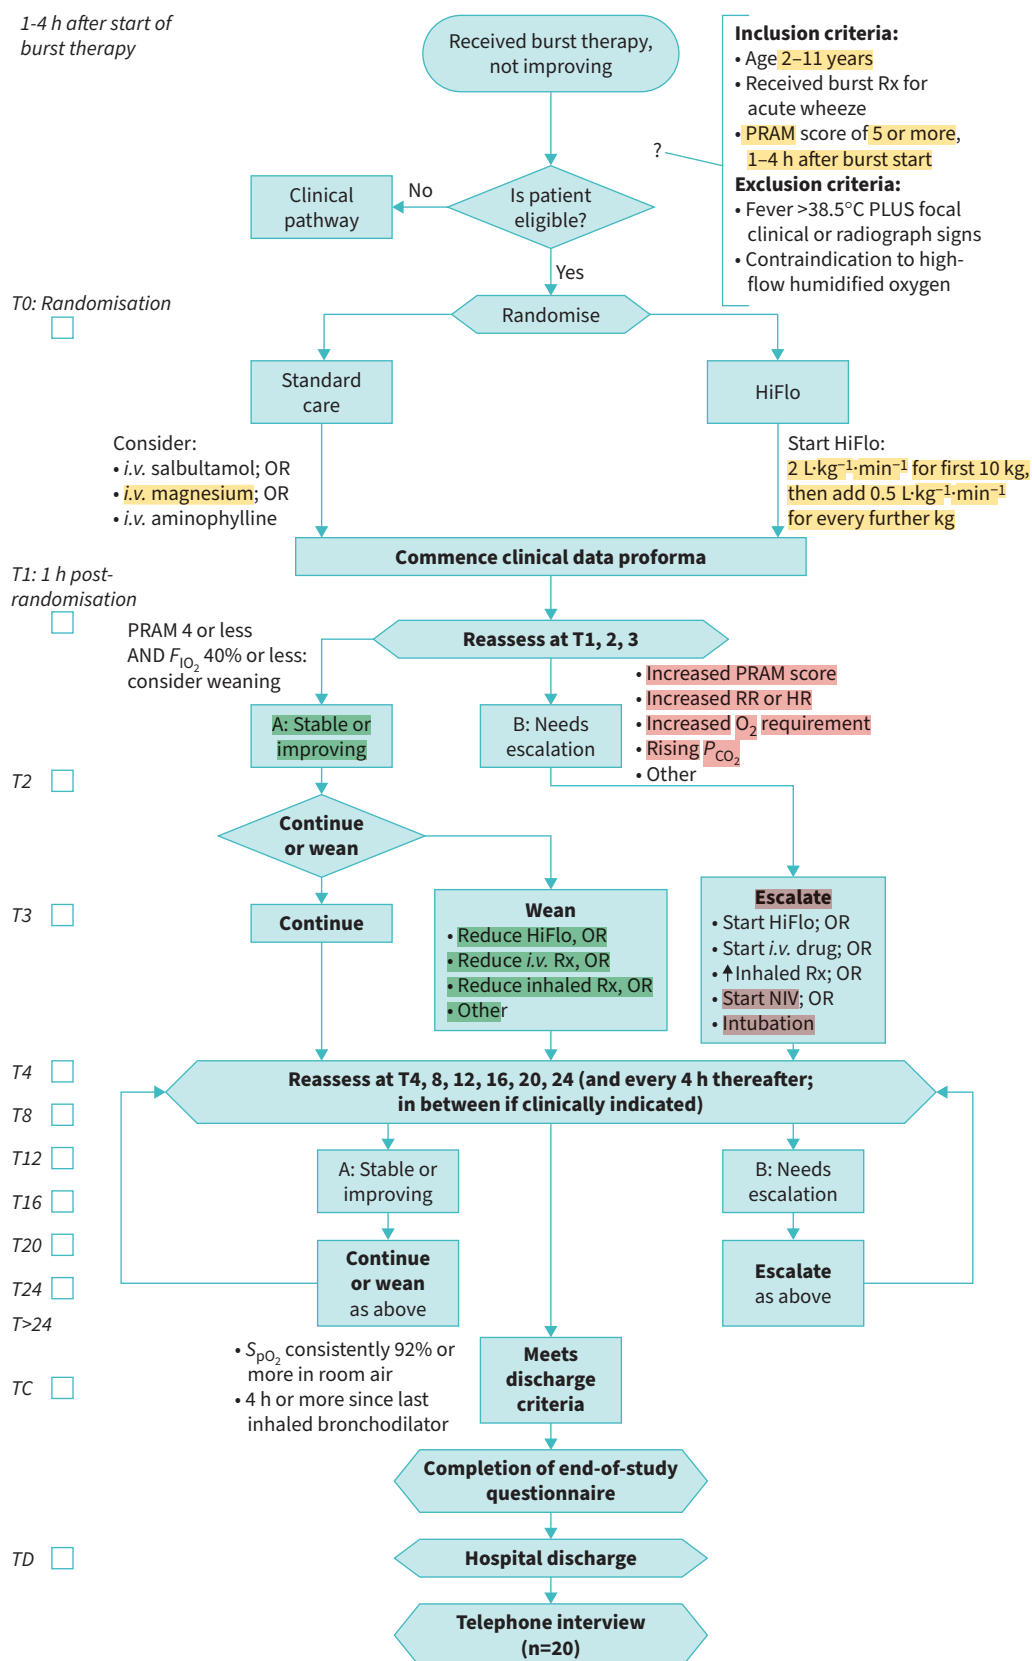 1-4 h after start of
burst therapy
Received burst therapy,
not improving
Inclusion criteria:
• Age 2–11 years
• Received burst Rx for
acute wheeze
• PRAM score of 5 or more,
1–4 h after burst start
Exclusion criteria:
• Fever >38.5°C PLUS focal
clinical or radiograph signs
• Contraindication to high-
flow humidified oxygen
?
Is patient
eligible?
No
Clinical
pathway
Yes
T0: Randomisation
Randomise
Standard
care
HiFlo
Consider:
• i.v. salbultamol; OR
• i.v. magnesium; OR
• i.v. aminophylline
Start HiFlo:
2 L·kg⁻¹·min⁻¹ for first 10 kg,
then add 0.5 L·kg⁻¹·min⁻¹
for every further kg
Commence clinical data proforma
T1: 1 h post-
randomisation
Reassess at T1, 2, 3
PRAM 4 or less
AND FIO₂ 40% or less:
consider weaning
A: Stable or
improving
B: Needs
escalation
• Increased PRAM score
• Increased RR or HR
• Increased O₂ requirement
• Rising PCO₂
• Other
T2
Continue
or wean
T3
Continue
Wean
• Reduce HiFlo, OR
• Reduce i.v. Rx, OR
• Reduce inhaled Rx, OR
• Other
Escalate
• Start HiFlo; OR
• Start i.v. drug; OR
• ↑Inhaled Rx; OR
• Start NIV; OR
• Intubation
T4
Reassess at T4, 8, 12, 16, 20, 24 (and every 4 h thereafter;
in between if clinically indicated)
T8
T12
A: Stable or
improving
B: Needs
escalation
T16
T20
Continue
or wean
as above
Escalate
as above
T24
T>24
• SpO₂ consistently 92% or
more in room air
• 4 h or more since last
inhaled bronchodilator
Meets
discharge
criteria
TC
Completion of end-of-study
questionnaire
TD
Hospital discharge
Telephone interview
(n=20)